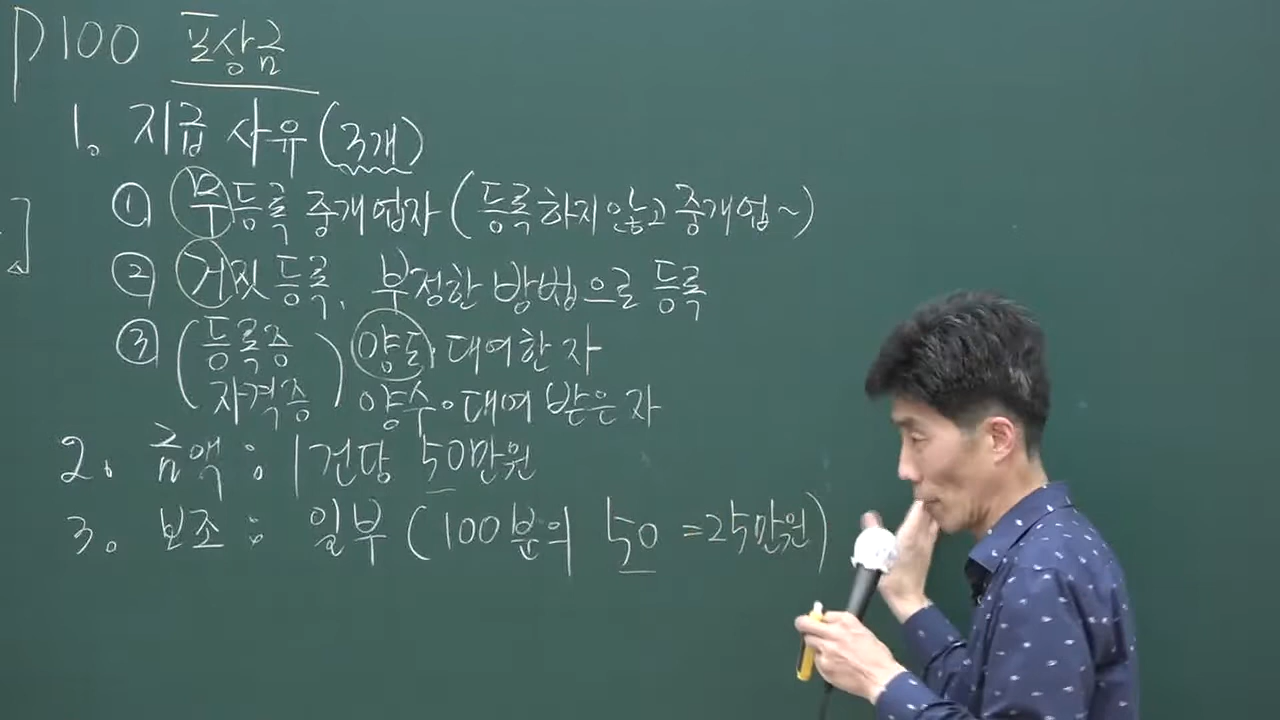 P100 포상금
1. 지급 사유 (3개)
① 무등록 중개업자 (등록하지 않고 중개업~)
② 거짓 등록, 부정한 방법으로 등록
③ (등록증 자격증) 양도, 대여한 자
양수·대여 받은 자
2. 금액 : 1건당 50만원
3. 보조 : 일부 (100분의 50 =25만원)